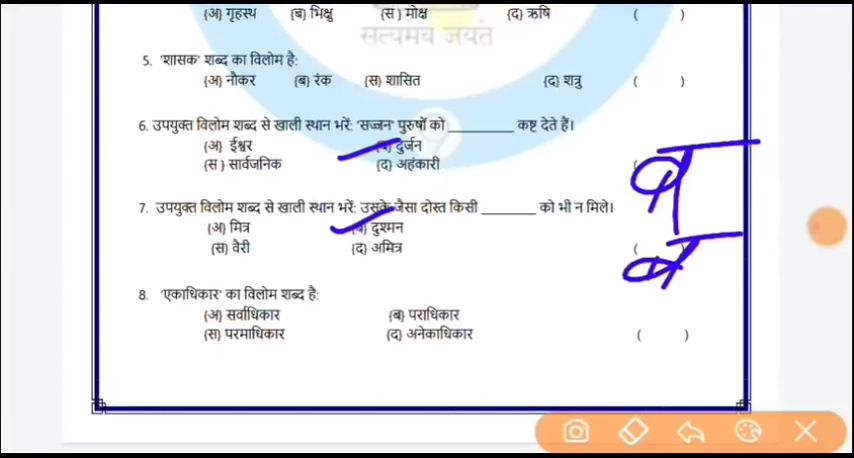 (अ) गृहस्थ (ब) भिक्षु (स ) मोक्ष (द) ऋषि ( )
सत्यमेव जयते
5. 'शासक' शब्द का विलोम है:
(अ) नौकर (ब) रंक (स) शासित (द) शत्रु ( )
6. उपयुक्त विलोम शब्द से खाली स्थान भरें: 'सज्जन' पुरुषों को ________ कष्ट देते हैं।
(अ) ईश्वर (ब) दुर्जन
(स ) सार्वजनिक (द) अहंकारी ( ब
7. उपयुक्त विलोम शब्द से खाली स्थान भरें: उसके जैसा दोस्त किसी ________ को भी न मिले।
(अ) मित्र (ब) दुश्मन
(स) वैरी (द) अमित्र ( ब )
8. 'एकाधिकार' का विलोम शब्द है:
(अ) सर्वाधिकार (ब) पराधिकार
(स) परमाधिकार (द) अनेकाधिकार ( )